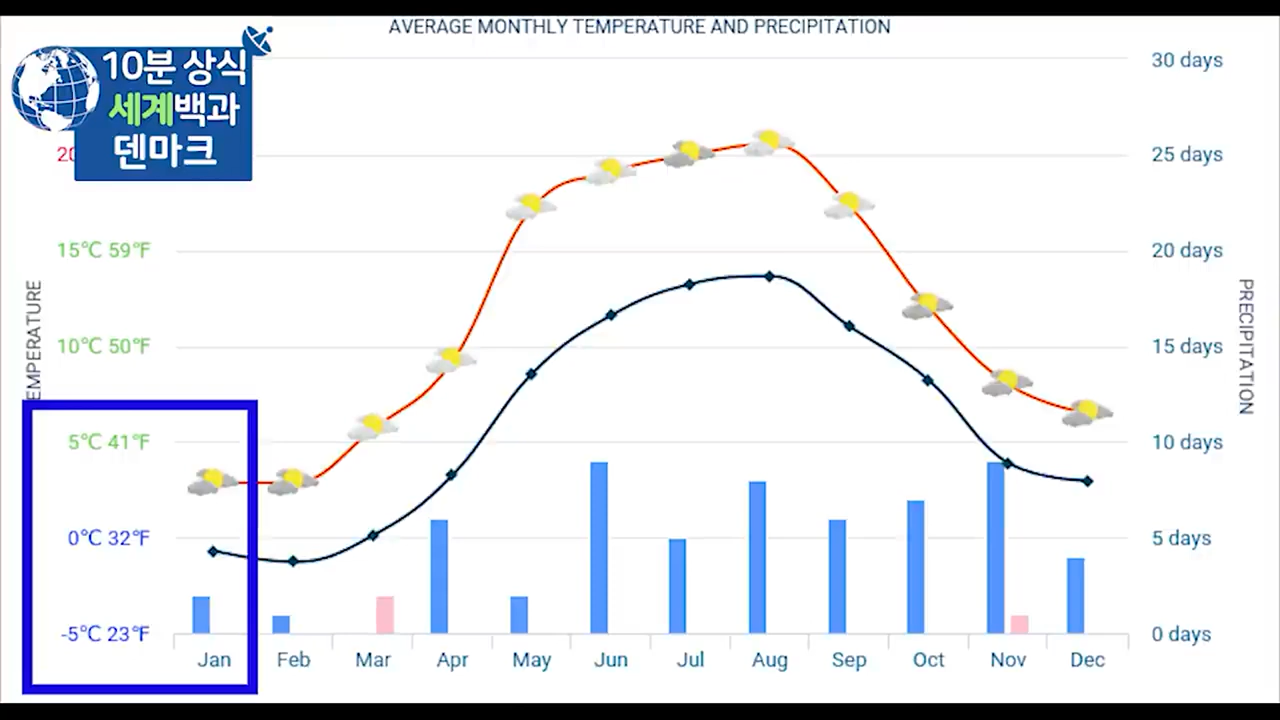 AVERAGE MONTHLY TEMPERATURE AND PRECIPITATION
10분 상식
세계백과
덴마크
30 days
20
25 days
15°C 59°F
20 days
10°C 50°F
15 days
5°C 41°F
10 days
0°C 32°F
5 days
-5°C 23°F
0 days
EMPERATURE
PRECIPITATION
Jan Feb Mar Apr May Jun Jul Aug Sep Oct Nov Dec